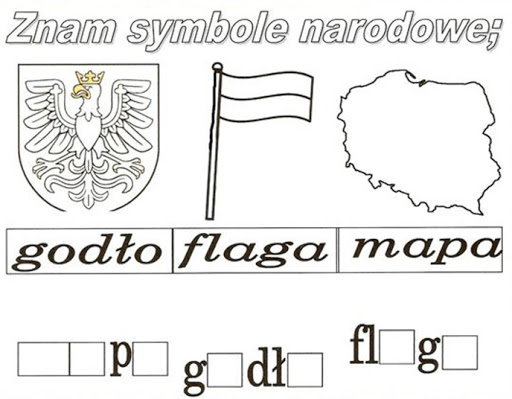 Znam symbole narodowe;
godło flaga mapa
□□p□ g□dł□ fl□g□